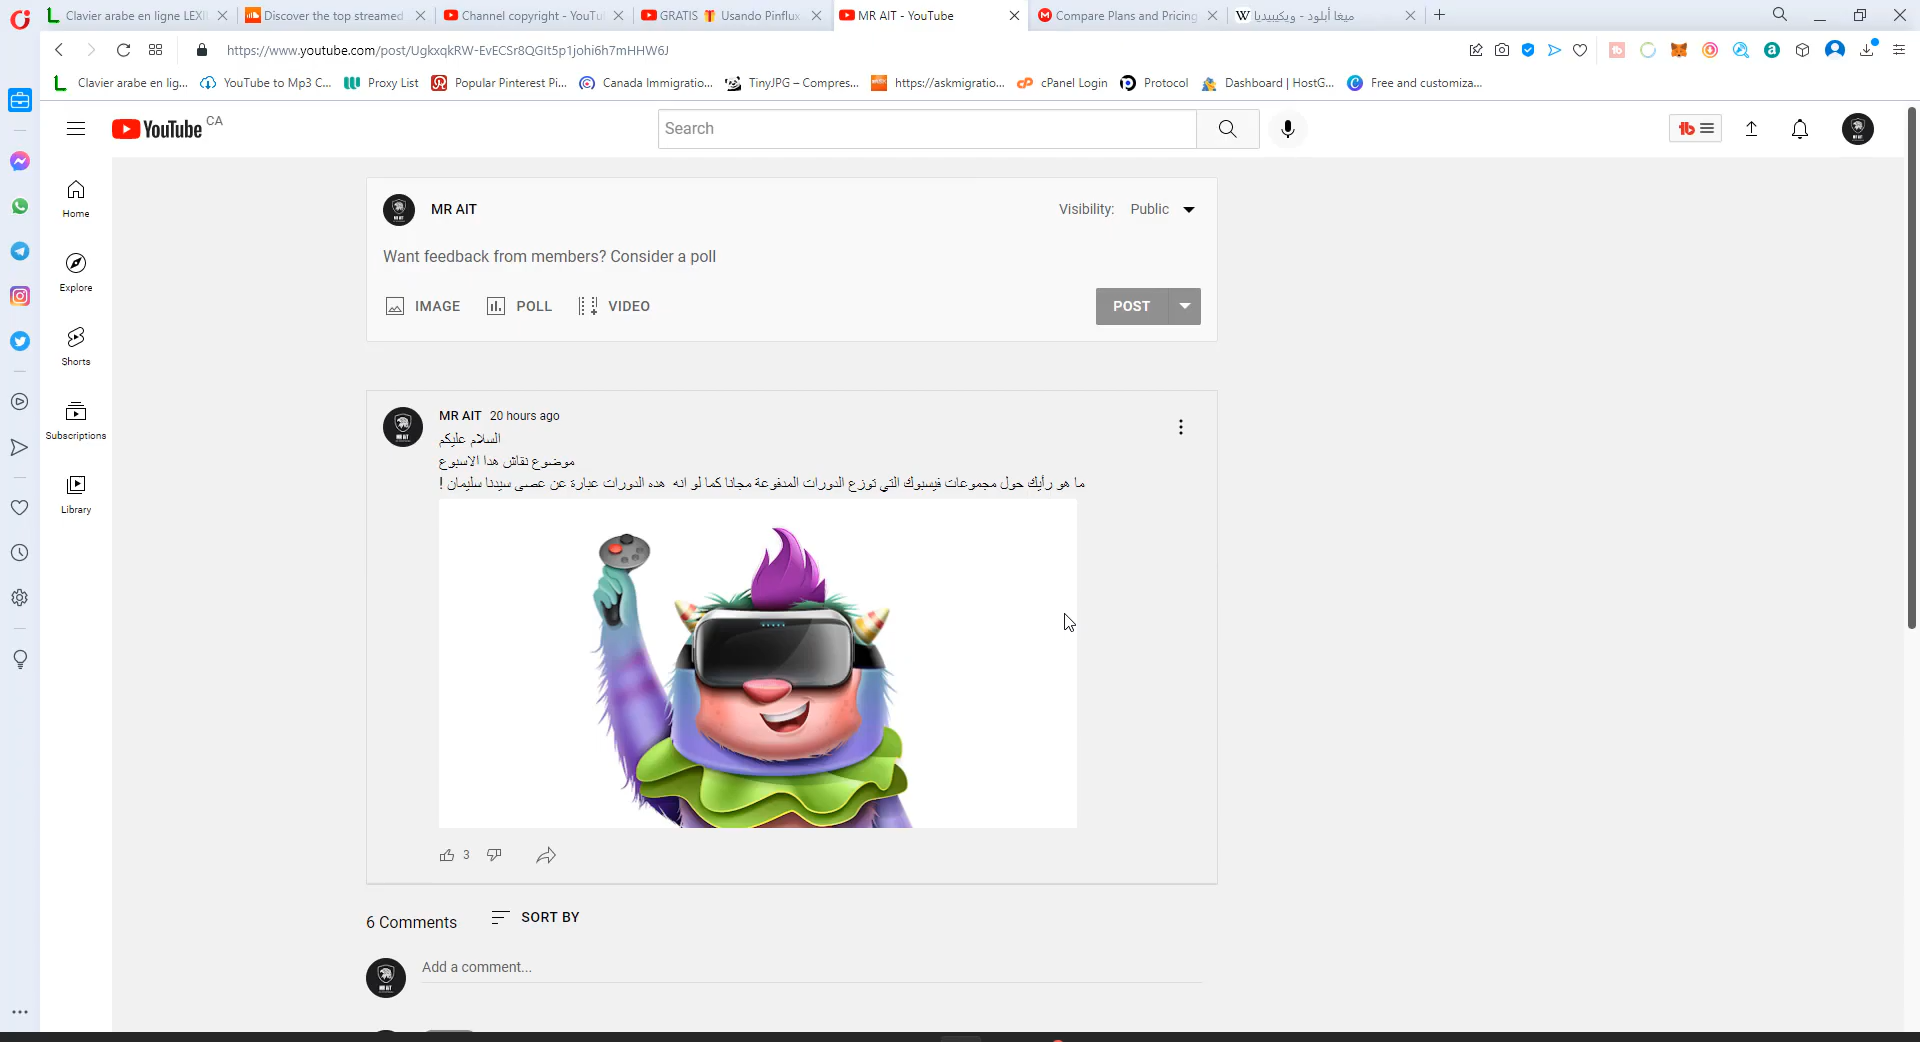 Clavier arabe en ligne LEXI
Discover the top streamed
Channel copyright - YouTu
GRATIS 🎁 Usando Pinflux
MR AIT - YouTube
Compare Plans and Pricing
ميغا أبلود - ويكيبيديا
https://www.youtube.com/post/UgkxqkRW-EvECSr8QGIt5p1johi6h7mHHW6J
Clavier arabe en lig...
YouTube to Mp3 C...
Proxy List
Popular Pinterest Pi...
Canada Immigratio...
TinyJPG – Compres...
https://askmigratio...
cPanel Login
Protocol
Dashboard | HostG...
Free and customiza...
YouTube CA
Search
Home
Explore
Shorts
Subscriptions
Library
MR AIT
Visibility: Public
Want feedback from members? Consider a poll
IMAGE POLL VIDEO
POST
MR AIT 20 hours ago
السلام عليكم
موضوع نقاش هدا الاسبوع
ما هو رأيك حول مجموعات فيسبوك التي توزع الدورات المدفوعة مجانا كما لو انه هده الدورات عبارة عن عصى سيدنا سليمان !
3
6 Comments
SORT BY
Add a comment...